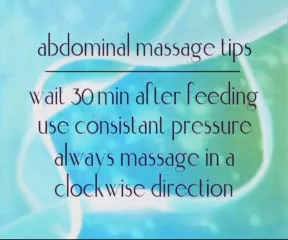 abdominal massage tips
wait 30 min after feeding
use consistant pressure
always massage in a
clockwise direction